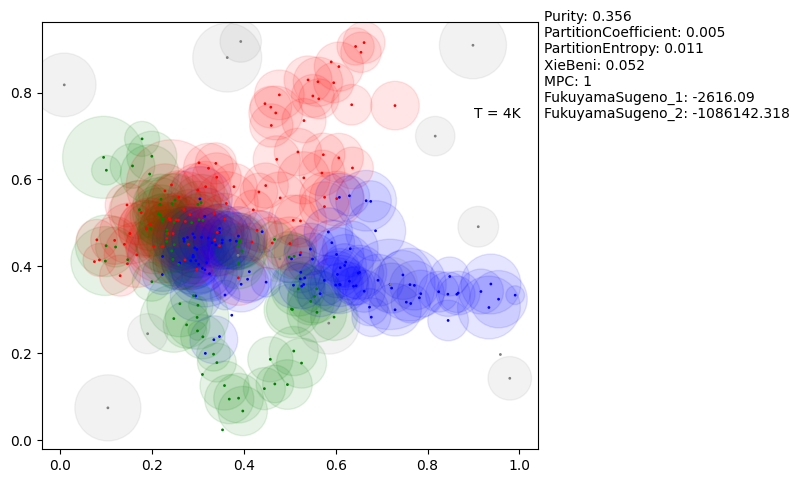 Purity: 0.356
PartitionCoefficient: 0.005
PartitionEntropy: 0.011
XieBeni: 0.052
MPC: 1
FukuyamaSugeno_1: -2616.09
FukuyamaSugeno_2: -1086142.318
T = 4K
0.8
0.6
0.4
0.2
0.0
0.0 0.2 0.4 0.6 0.8 1.0